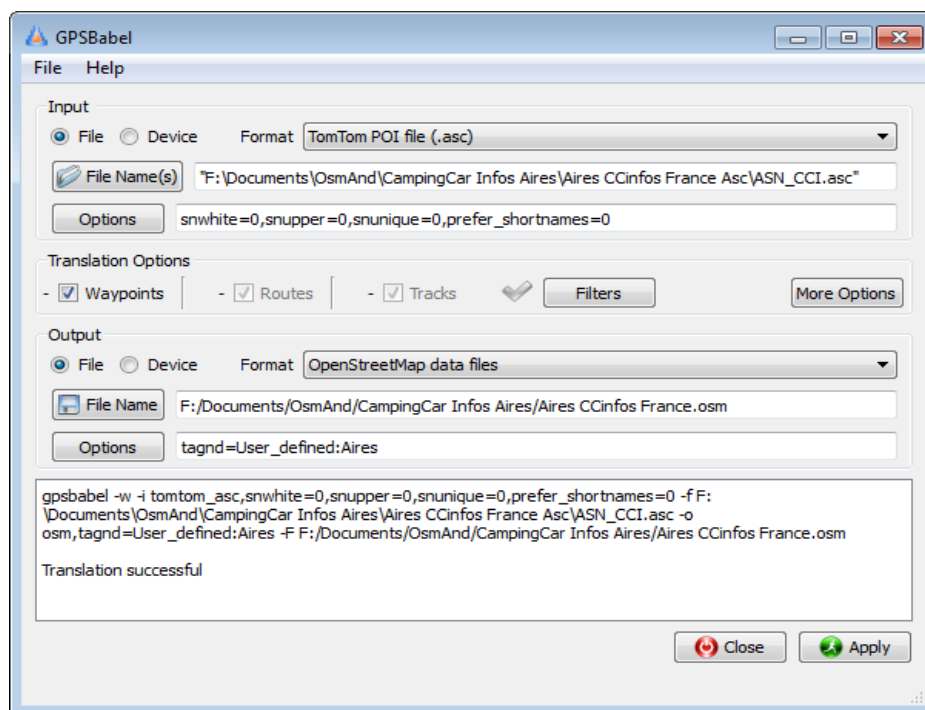 GPSBabel
File Help
Input
File Device Format TomTom POI file (.asc)
File Name(s) "F:\Documents\OsmAnd\CampingCar Infos Aires\Aires CCinfos France Asc\ASN_CCI.asc"
Options snwhite=0,snupper=0,snunique=0,prefer_shortnames=0
Translation Options
- Waypoints - Routes - Tracks Filters More Options
Output
File Device Format OpenStreetMap data files
File Name F:/Documents/OsmAnd/CampingCar Infos Aires/Aires CCinfos France.osm
Options tagnd=User_defined:Aires
gpsbabel -w -i tomtom_asc,snwhite=0,snupper=0,snunique=0,prefer_shortnames=0 -f F:
\Documents\OsmAnd\CampingCar Infos Aires\Aires CCinfos France Asc\ASN_CCI.asc -o
osm,tagnd=User_defined:Aires -F F:/Documents/OsmAnd/CampingCar Infos Aires/Aires CCinfos France.osm
Translation successful
Close Apply